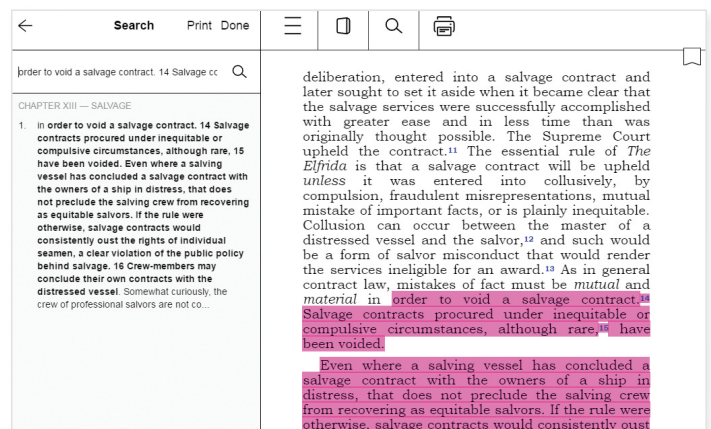 Search Print Done
order to void a salvage contract. 14 Salvage cc
CHAPTER XIII — SALVAGE
1. in order to void a salvage contract. 14 Salvage
contracts procured under inequitable or
compulsive circumstances, although rare, 15
have been voided. Even where a salving
vessel has concluded a salvage contract with
the owners of a ship in distress, that does
not preclude the salving crew from recovering
as equitable salvors. If the rule were
otherwise, salvage contracts would
consistently oust the rights of individual
seamen, a clear violation of the public policy
behind salvage. 16 Crew-members may
conclude their own contracts with the
distressed vessel. Somewhat curiously, the
crew of professional salvors are not co...
deliberation, entered into a salvage contract and
later sought to set it aside when it became clear that
the salvage services were successfully accomplished
with greater ease and in less time than was
originally thought possible. The Supreme Court
upheld the contract.11 The essential rule of The
Elfrida is that a salvage contract will be upheld
unless it was entered into collusively, by
compulsion, fraudulent misrepresentations, mutual
mistake of important facts, or is plainly inequitable.
Collusion can occur between the master of a
distressed vessel and the salvor,12 and such would
be a form of salvor misconduct that would render
the services ineligible for an award.13 As in general
contract law, mistakes of fact must be mutual and
material in order to void a salvage contract.14
Salvage contracts procured under inequitable or
compulsive circumstances, although rare,15 have
been voided.
Even where a salving vessel has concluded a
salvage contract with the owners of a ship in
distress, that does not preclude the salving crew
from recovering as equitable salvors. If the rule were
otherwise, salvage contracts would consistently oust